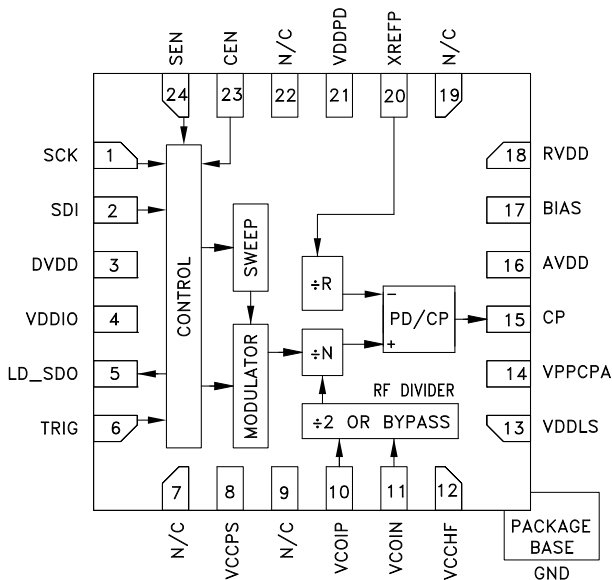 SEN
CEN
N/C
VDDPD
XREFP
N/C
24
23
22
21
20
19
SCK
1
SDI
2
DVDD
3
VDDIO
4
LD_SDO
5
TRIG
6
18
RVDD
17
BIAS
16
AVDD
15
CP
14
VPPCPA
13
VDDLS
CONTROL
SWEEP
MODULATOR
÷R
÷N
−
PD/CP
+
RF DIVIDER
÷2 OR BYPASS
7
8
9
10
11
12
N/C
VCCPS
N/C
VCOIP
VCOIN
VCCHF
PACKAGE
BASE
GND